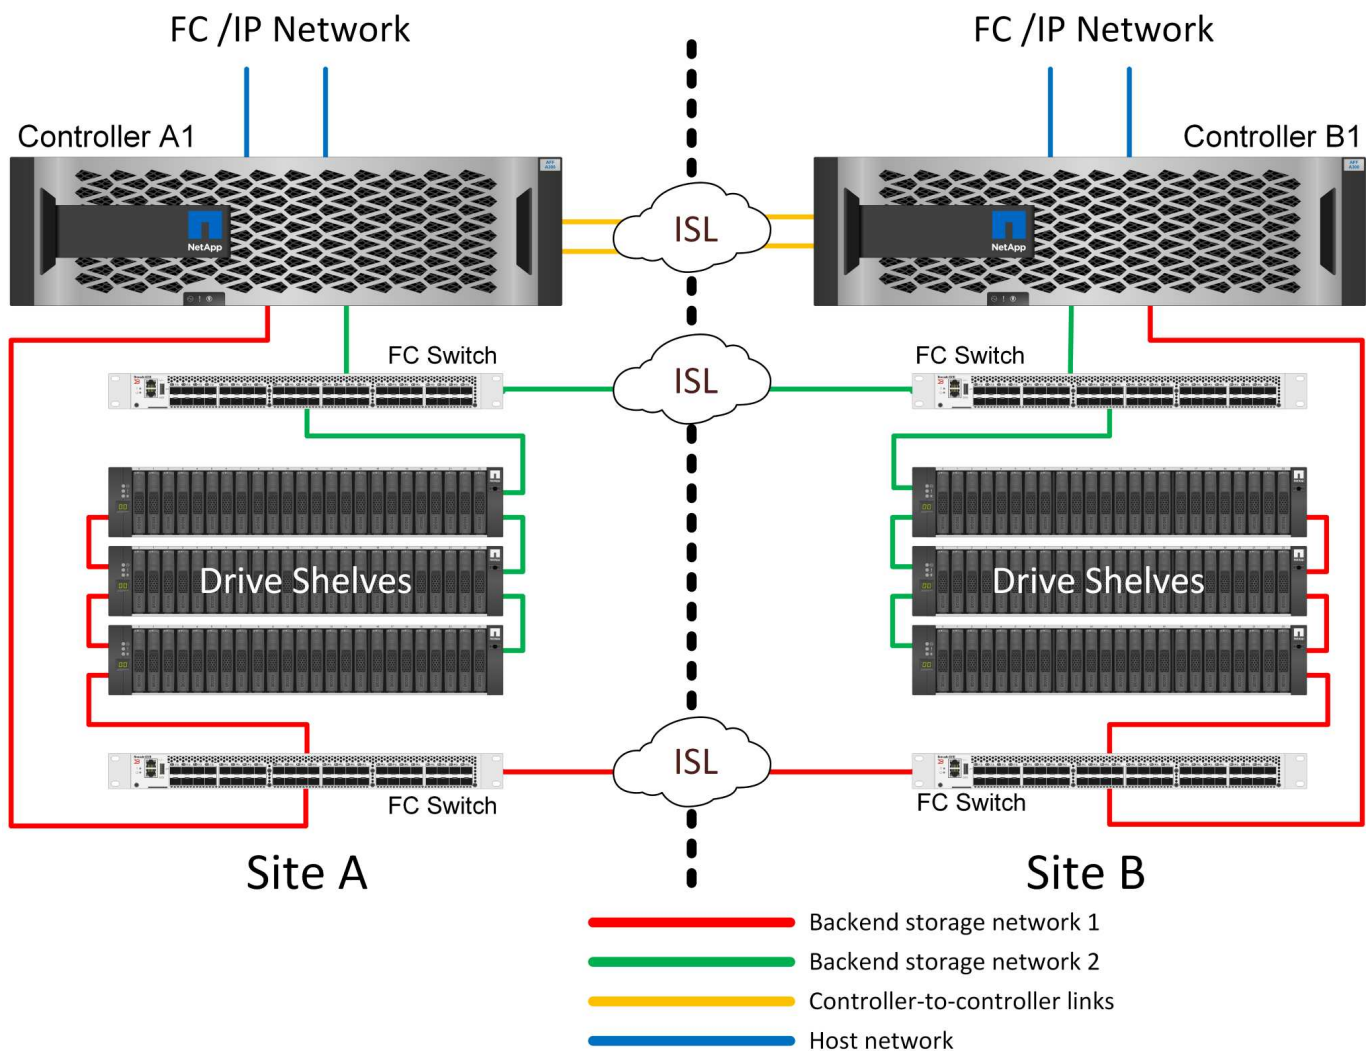 FC /IP Network
FC /IP Network
Controller A1
Controller B1
NetApp
ISL
NetApp
FC Switch
ISL
FC Switch
Drive Shelves
Drive Shelves
ISL
FC Switch
FC Switch
Site A
Site B
Backend storage network 1
Backend storage network 2
Controller-to-controller links
Host network